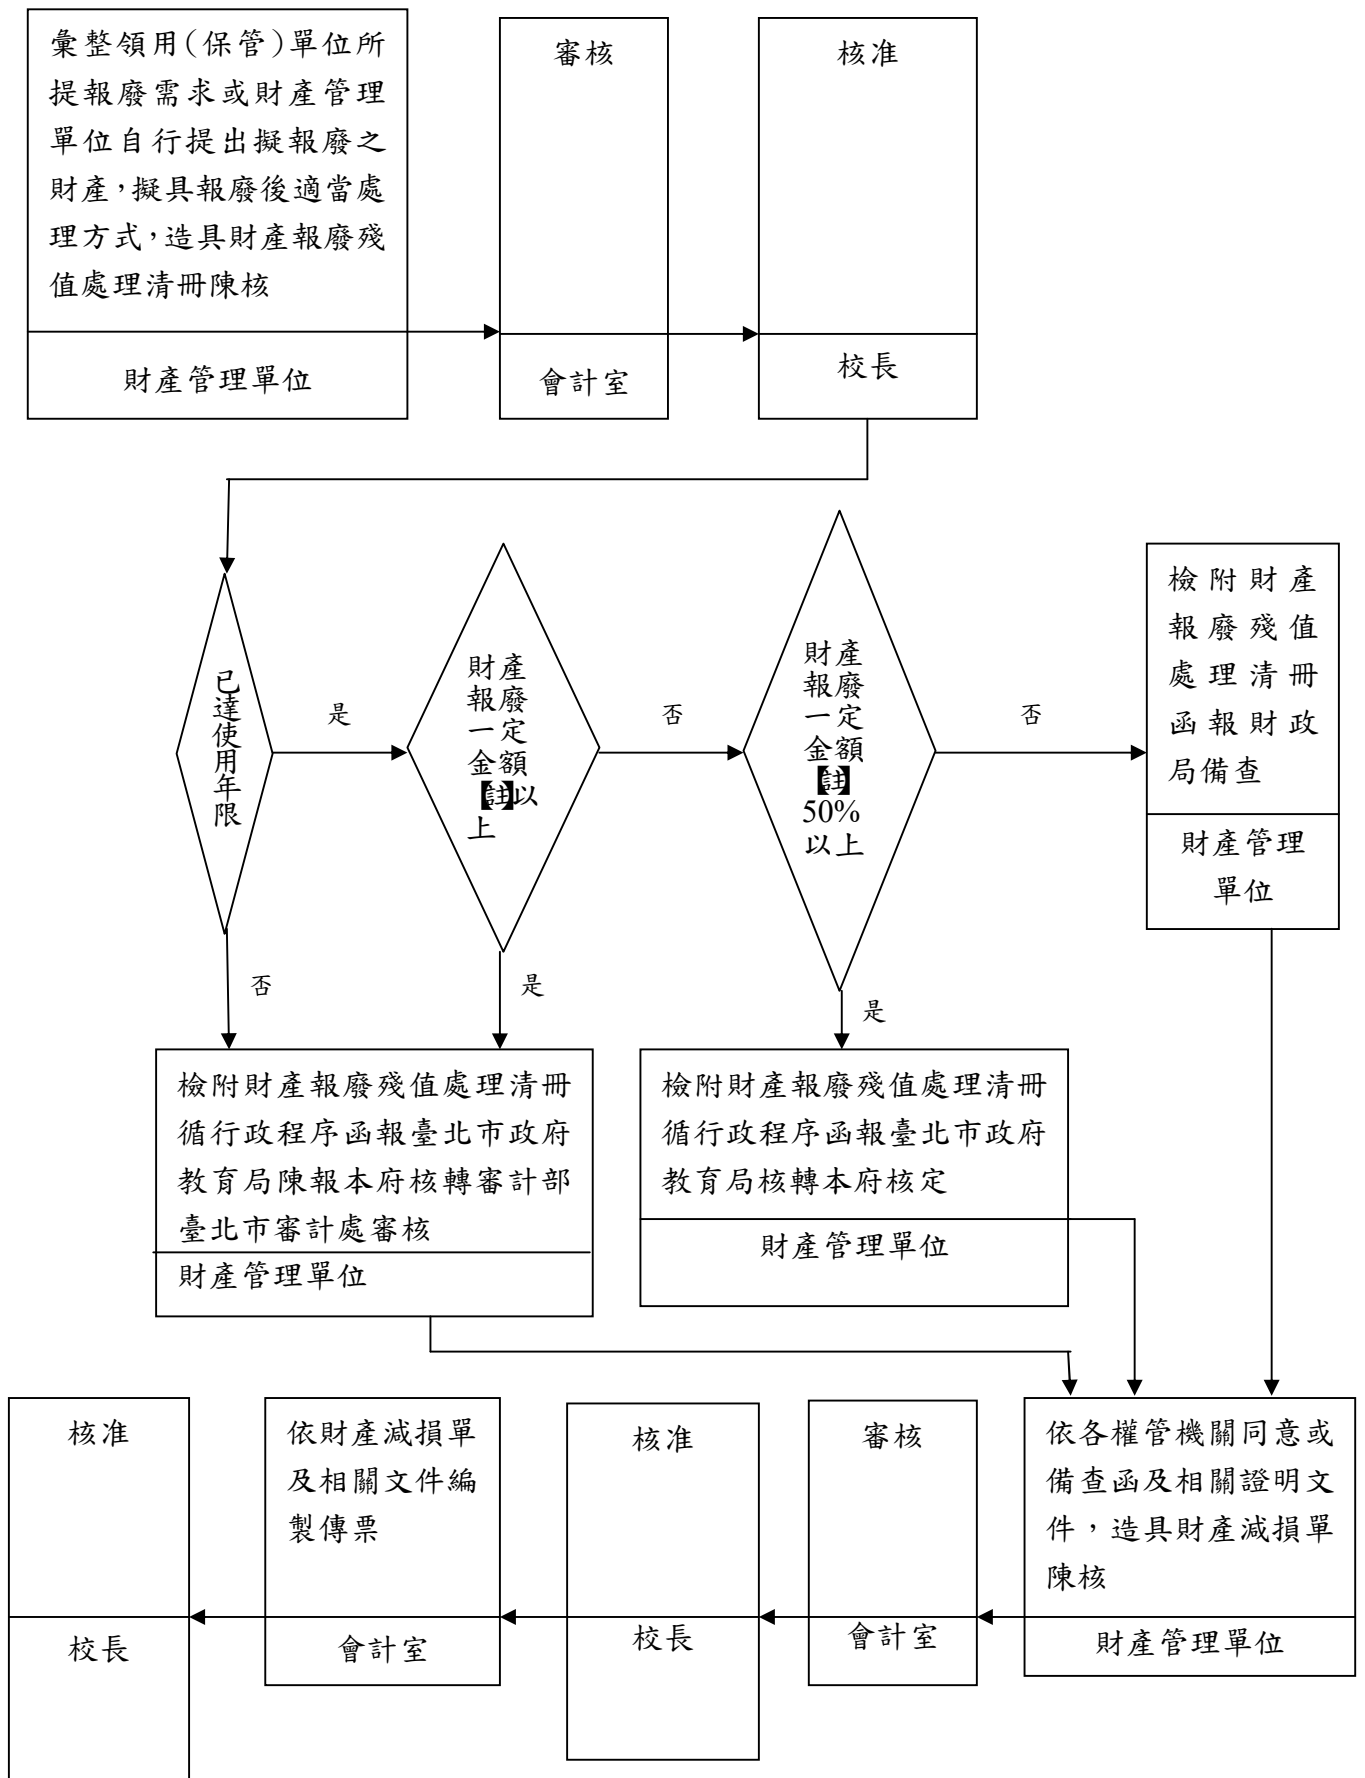 彙整領用(保管)單位所
提報廢需求或財產管理
單位自行提出擬報廢之
財產，擬具報廢後適當處
理方式，造具財產報廢殘
值處理清冊陳核
財產管理單位
審核
會計室
核准
校長
已達使用年限
是
財產
報廢
一定
金額
【註】以
上
否
財產
報廢
一定
金額
【註】
50%
以上
否
檢附財產
報廢殘值
處理清冊
函報財政
局備查
財產管理
單位
否
是
是
檢附財產報廢殘值處理清冊
循行政程序函報臺北市政府
教育局陳報本府核轉審計部
臺北市審計處審核
財產管理單位
檢附財產報廢殘值處理清冊
循行政程序函報臺北市政府
教育局核轉本府核定
財產管理單位
依各權管機關同意或
備查函及相關證明文
件，造具財產減損單
陳核
財產管理單位
審核
會計室
核准
校長
依財產減損單
及相關文件編
製傳票
會計室
核准
校長